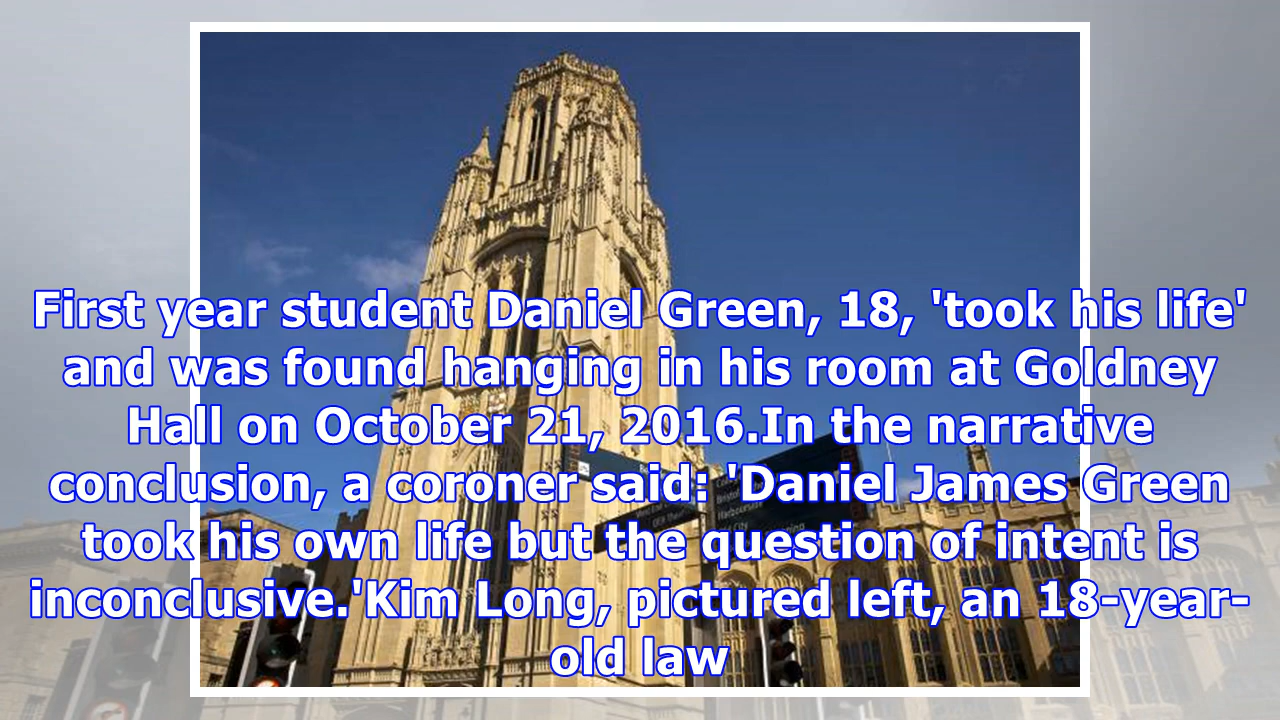 First year student Daniel Green, 18, 'took his life'
and was found hanging in his room at Goldney
Hall on October 21, 2016.In the narrative
conclusion, a coroner said: 'Daniel James Green
took his own life but the question of intent is
inconclusive.'Kim Long, pictured left, an 18-year-
old law